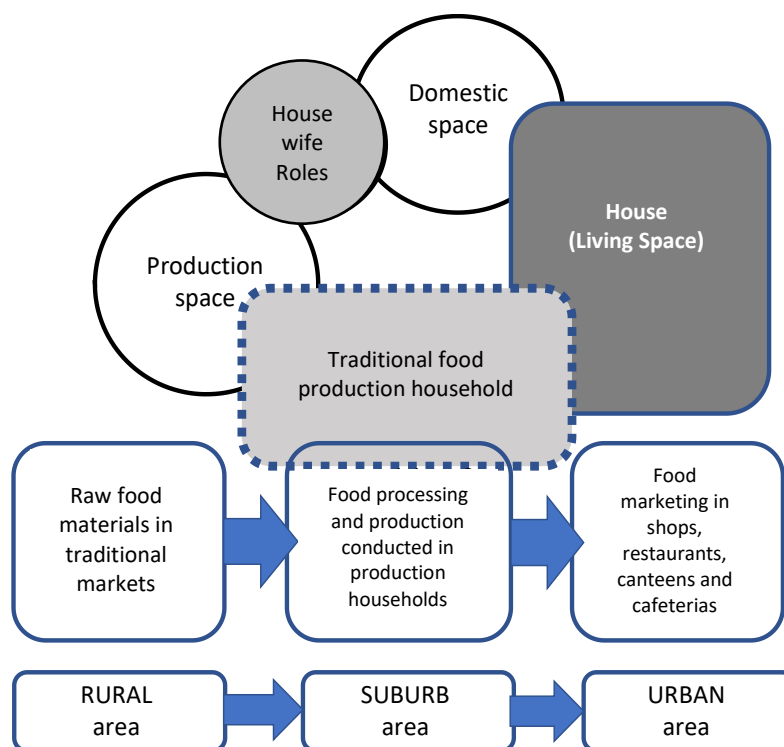 Domestic
space
House
wife
Roles
House
(Living Space)
Production
space
Traditional food
production household
Raw food
materials in
traditional
markets
Food processing
and production
conducted in
production
households
Food
marketing in
shops,
restaurants,
canteens and
cafeterias
RURAL
area
SUBURB
area
URBAN
area